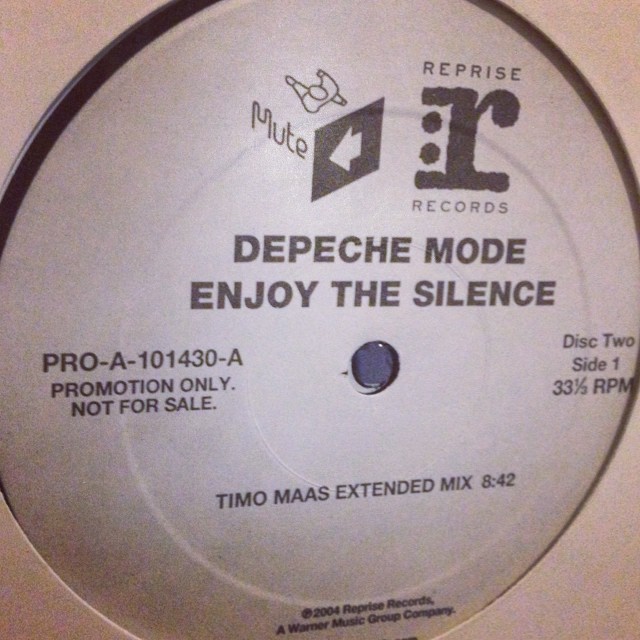 Mute
REPRISE
r
RECORDS
DEPECHE MODE
ENJOY THE SILENCE
PRO-A-101430-A
PROMOTION ONLY.
NOT FOR SALE.
Disc Two
Side 1
33⅓ RPM
TIMO MAAS EXTENDED MIX 8:42
℗2004 Reprise Records,
A Warner Music Group Company.